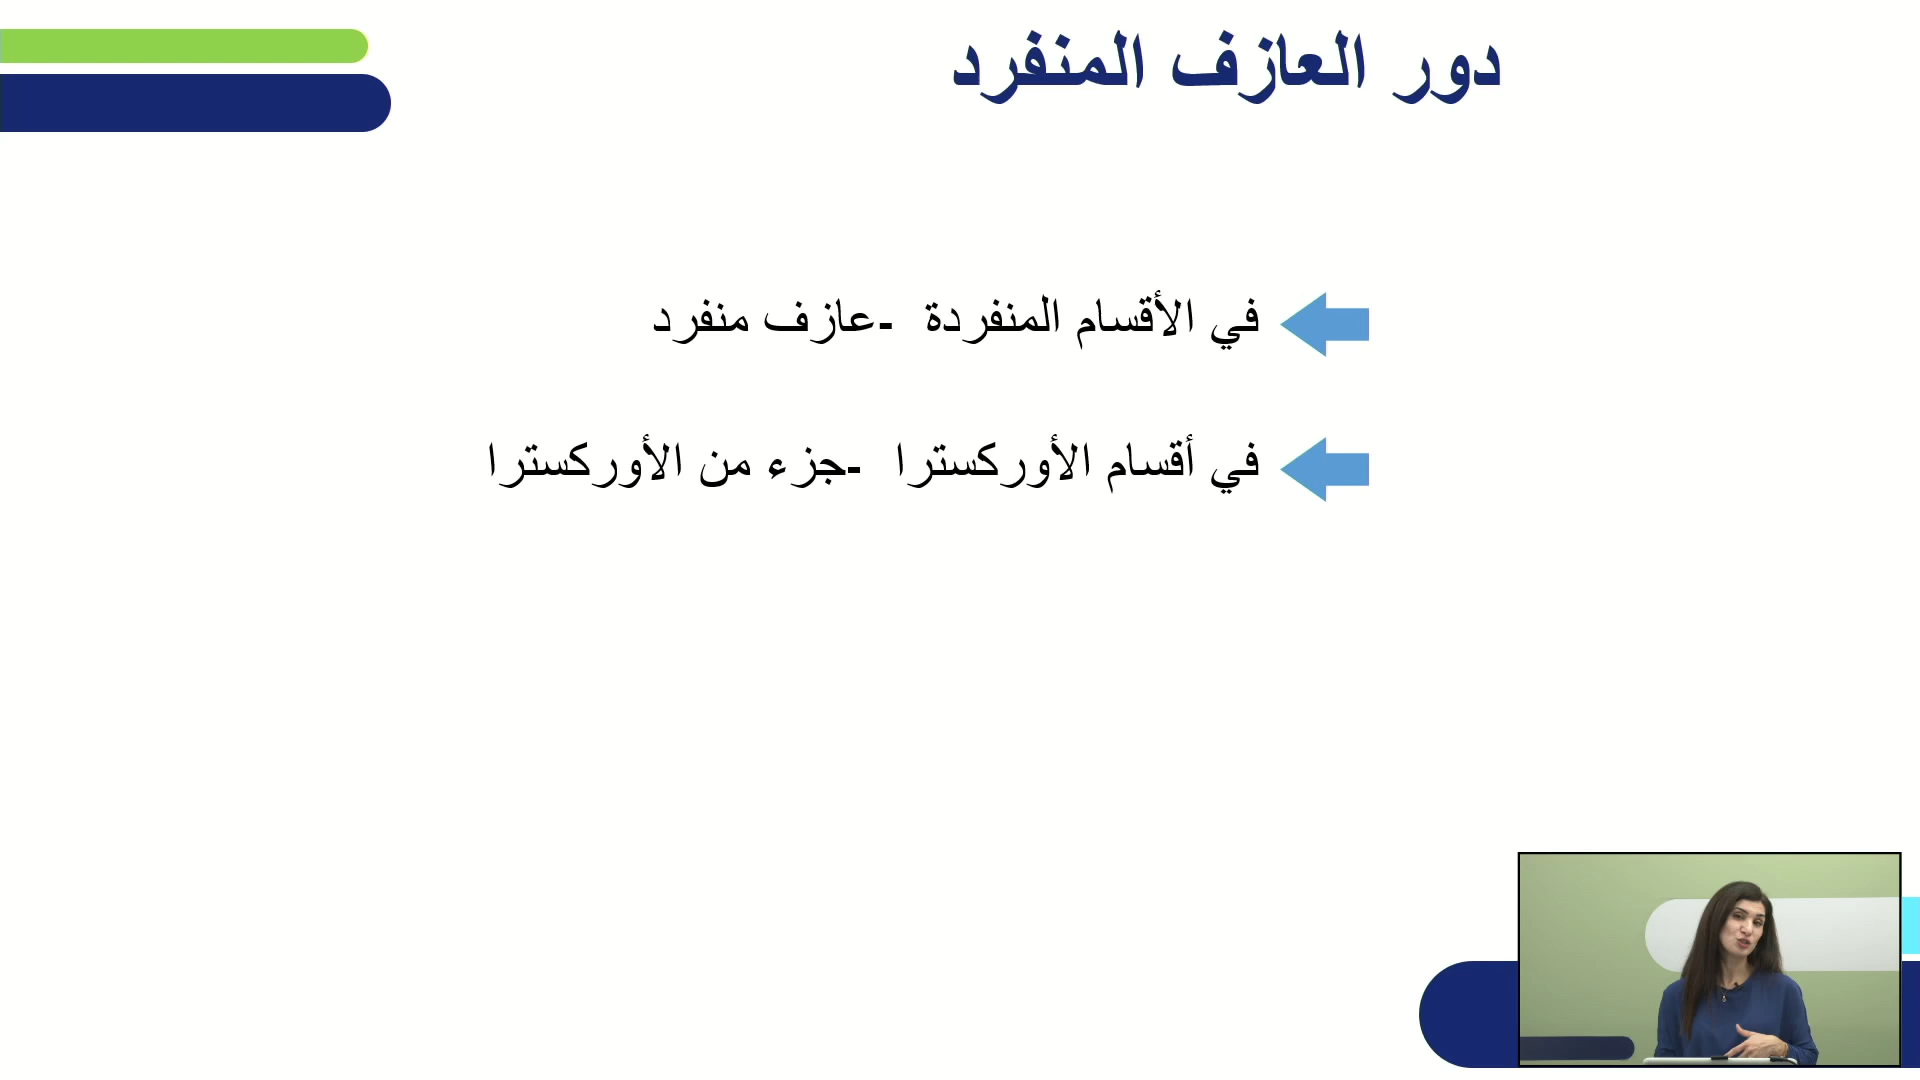 دور العازف المنفرد
في الأقسام المنفردة -عازف منفرد
في أقسام الأوركسترا -جزء من الأوركسترا